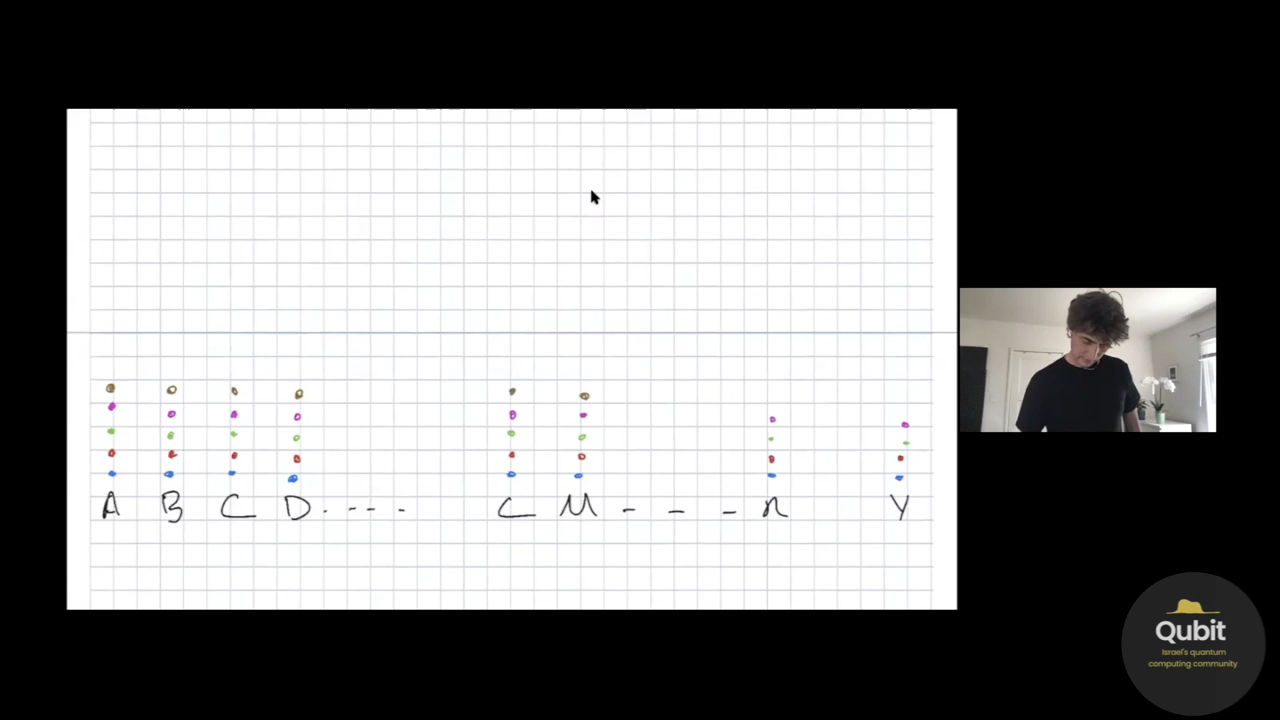 A B C D · - - - C M - - - n y
Qubit
Israel's quantum
computing community